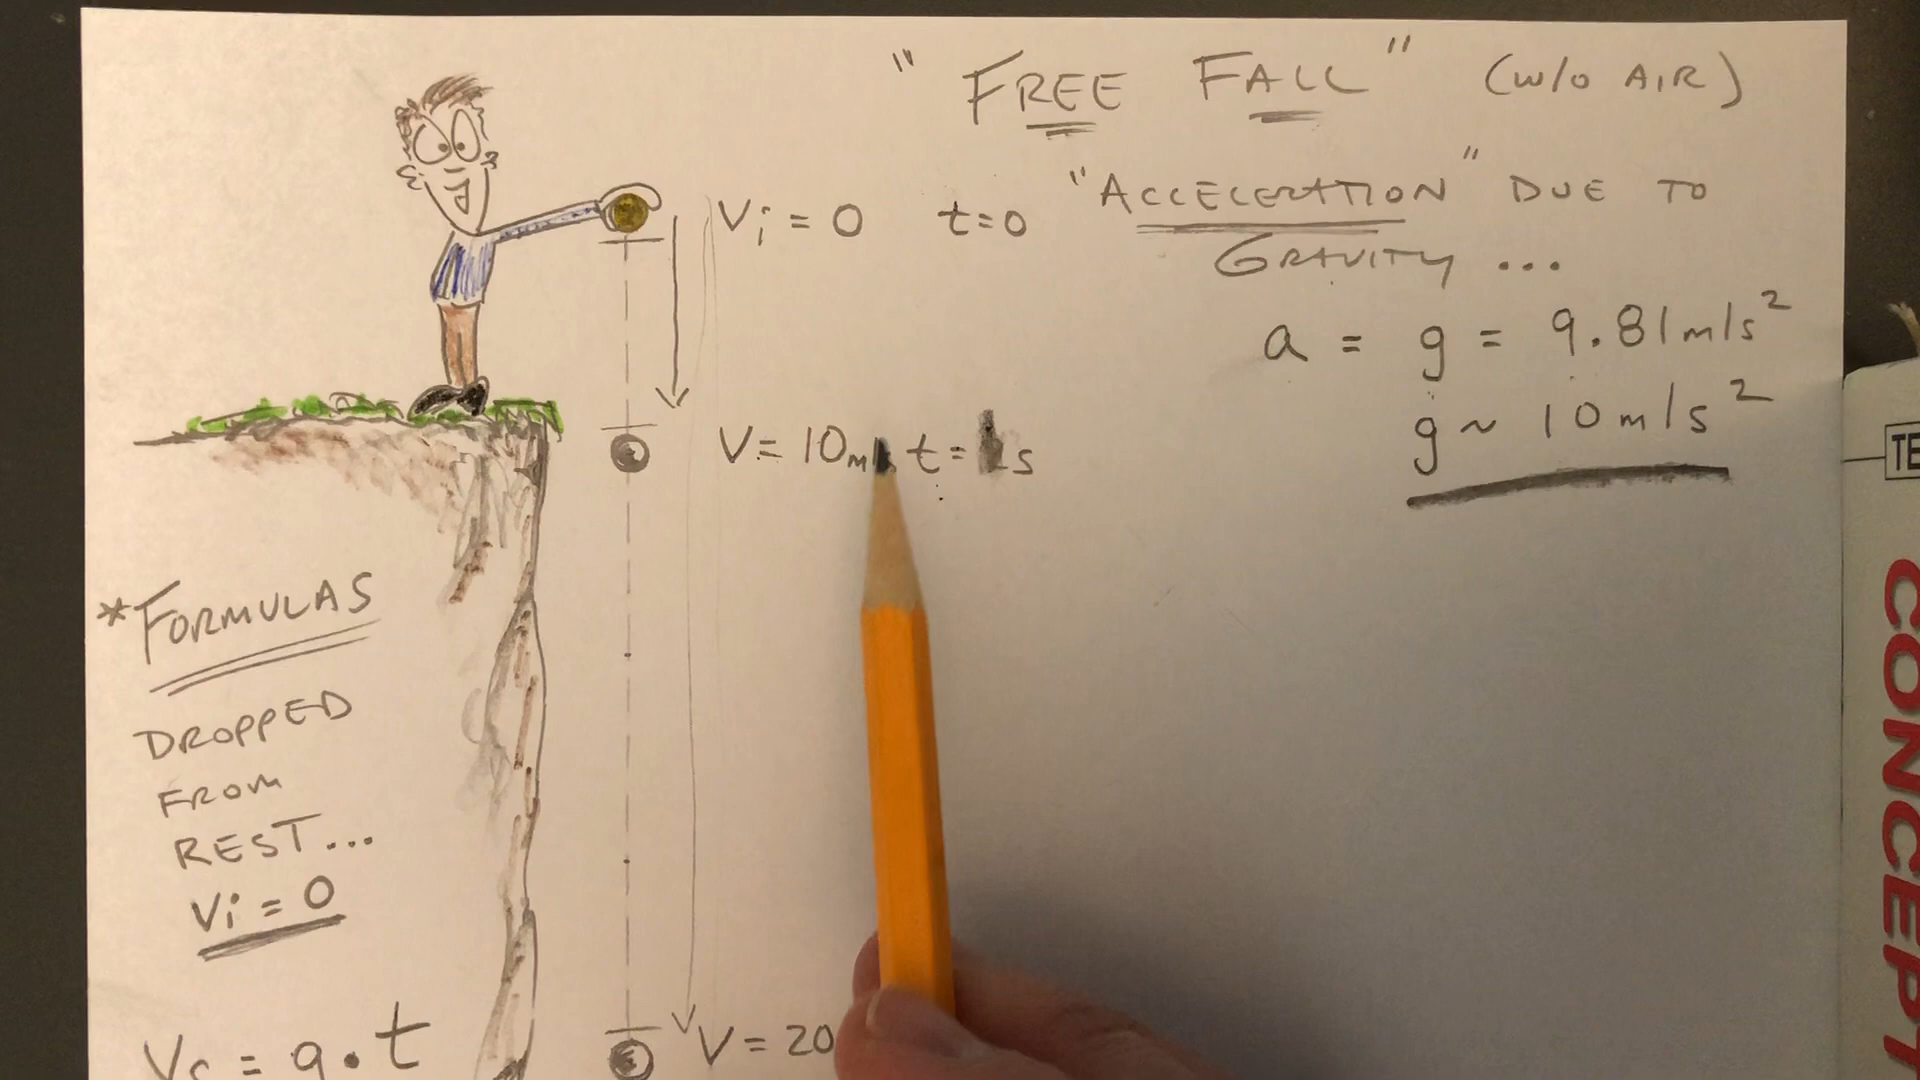 "FREE FALL" (w/o AIR)
"ACCELERATION" DUE TO
GRAVITY ...
a = g = 9.81 m/s²
g ~ 10 m/s²
Vi = 0 t=0
V = 10 m t = s
* FORMULAS
DROPPED
FROM
REST...
Vi = 0
V = 20
= g • t
TE
CONCEPT